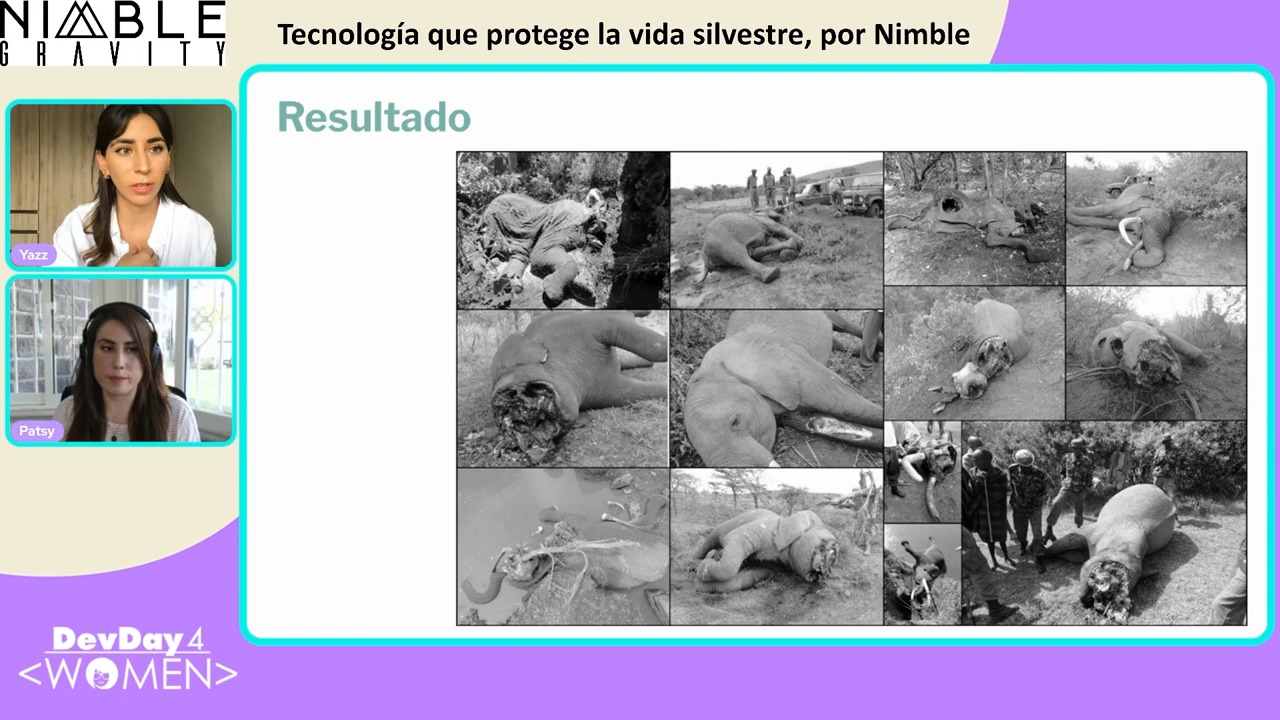 NIMBLE
GRAVITY
Tecnología que protege la vida silvestre, por Nimble
Resultado
Yazz
Patsy
DevDay4
<WOMEN>